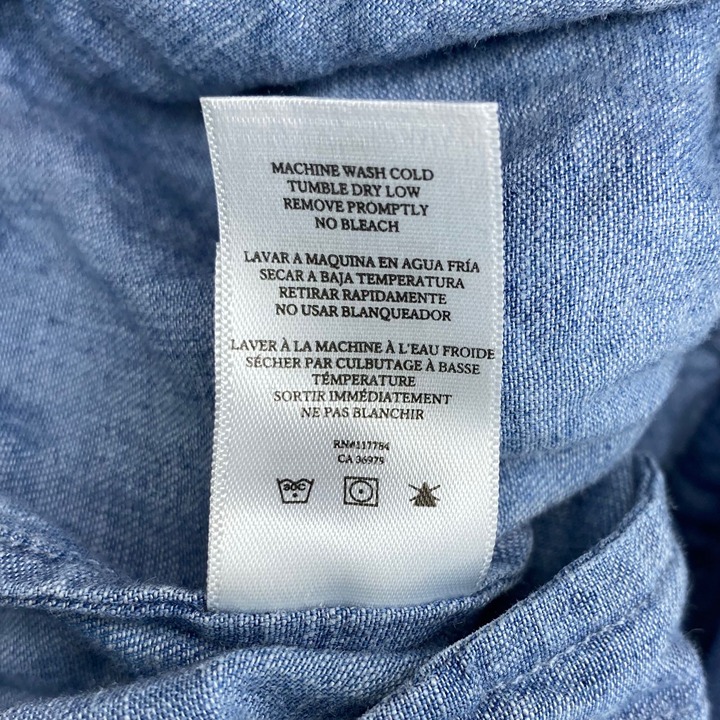 MACHINE WASH COLD
TUMBLE DRY LOW
REMOVE PROMPTLY
NO BLEACH
LAVAR A MAQUINA EN AGUA FRÍA
SECAR A BAJA TEMPERATURA
RETIRAR RAPIDAMENTE
NO USAR BLANQUEADOR
LAVER À LA MACHINE À L'EAU FROIDE
SÉCHER PAR CULBUTAGE À BASSE
TÉMPERATURE
SORTIR IMMÉDIATEMENT
NE PAS BLANCHIR
RN#117784
CA 36975
30C